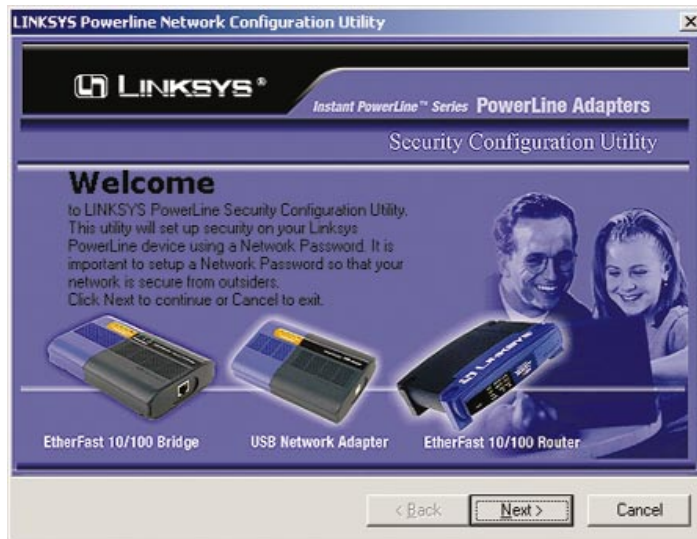 LINKSYS Powerline Network Configuration Utility
LINKSYS®
Instant PowerLine™ Series PowerLine Adapters
Security Configuration Utility
Welcome
to LINKSYS PowerLine Security Configuration Utility.
This utility will set up security on your Linksys
PowerLine device using a Network Password. It is
important to setup a Network Password so that your
network is secure from outsiders.
Click Next to continue or Cancel to exit.
LINKSYS
EtherFast 10/100 Bridge
USB Network Adapter
EtherFast 10/100 Router
< Back
Next >
Cancel